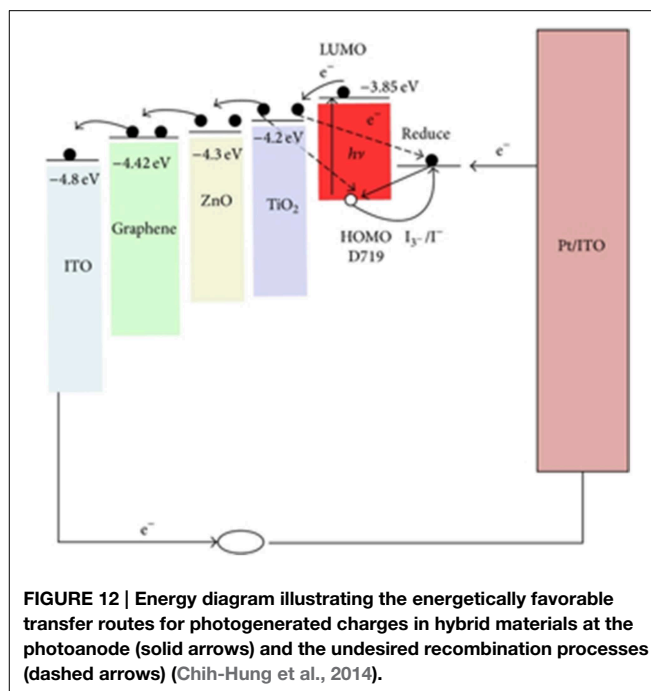 LUMO
e⁻
−3.85 eV
e⁻
−4.2 eV
hν
Reduce
e⁻
−4.3 eV
−4.42 eV
−4.8 eV
ZnO
TiO₂
Graphene
ITO
HOMO
D719
I₃⁻/I⁻
Pt/ITO
e⁻
FIGURE 12 | Energy diagram illustrating the energetically favorable
transfer routes for photogenerated charges in hybrid materials at the
photoanode (solid arrows) and the undesired recombination processes
(dashed arrows) (Chih-Hung et al., 2014).